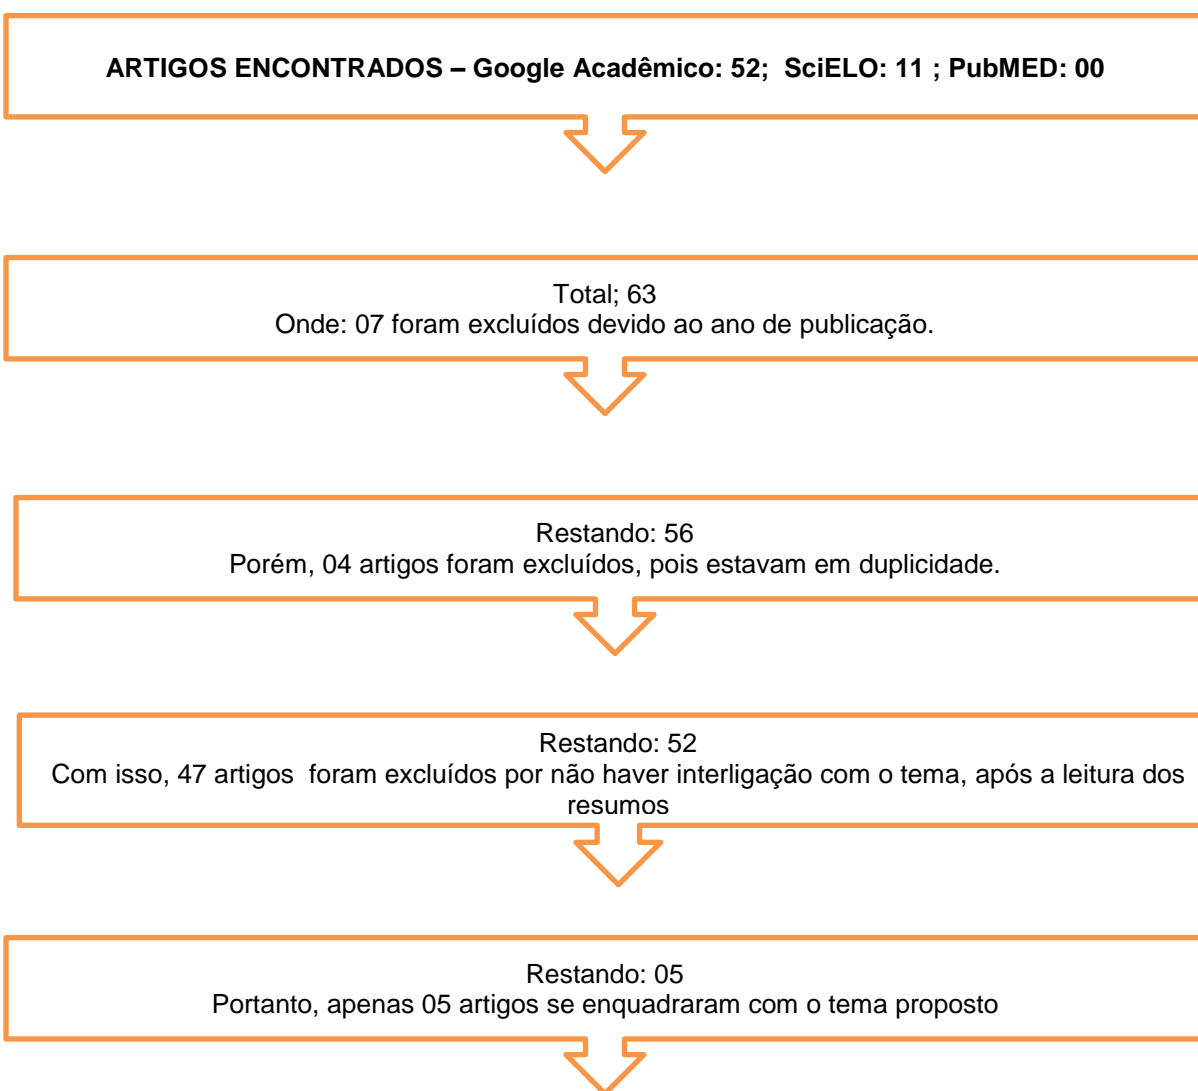 ARTIGOS ENCONTRADOS – Google Acadêmico: 52; SciELO: 11 ; PubMED: 00
Total; 63
Onde: 07 foram excluídos devido ao ano de publicação.
Restando: 56
Porém, 04 artigos foram excluídos, pois estavam em duplicidade.
Restando: 52
Com isso, 47 artigos foram excluídos por não haver interligação com o tema, após a leitura dos
resumos
Restando: 05
Portanto, apenas 05 artigos se enquadraram com o tema proposto